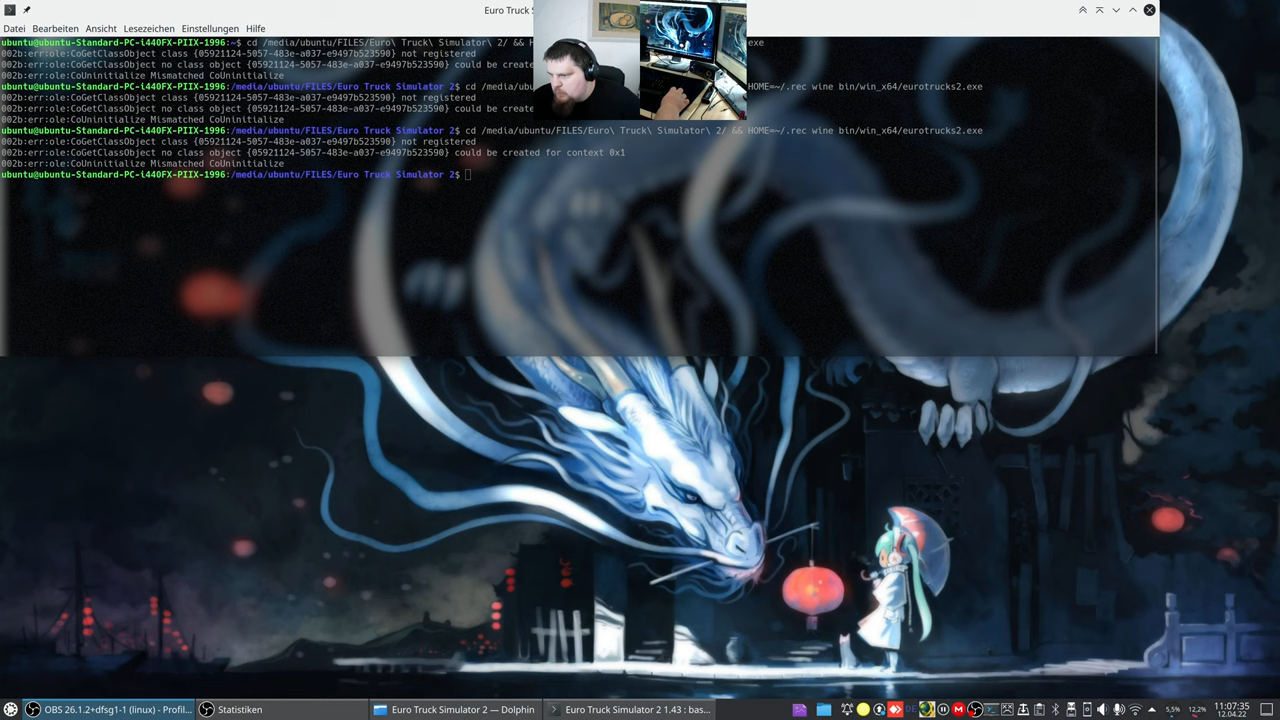 Euro Truck S
Datei Bearbeiten Ansicht Lesezeichen Einstellungen Hilfe
ubuntu@ubuntu-Standard-PC-i440FX-PIIX-1996:~$ cd /media/ubuntu/FILES/Euro\ Truck\ Simulator\ 2/ && H exe
002b:err:ole:CoGetClassObject class {05921124-5057-483e-a037-e9497b523590} not registered
002b:err:ole:CoGetClassObject no class object {05921124-5057-483e-a037-e9497b523590} could be create
002b:err:ole:CoUninitialize Mismatched CoUninitialize
ubuntu@ubuntu-Standard-PC-i440FX-PIIX-1996:/media/ubuntu/FILES/Euro Truck Simulator 2$ cd /media/ubu HOME=~/.rec wine bin/win_x64/eurotrucks2.exe
002b:err:ole:CoGetClassObject class {05921124-5057-483e-a037-e9497b523590} not registered
002b:err:ole:CoGetClassObject no class object {05921124-5057-483e-a037-e9497b523590} could be create
002b:err:ole:CoUninitialize Mismatched CoUninitialize
ubuntu@ubuntu-Standard-PC-i440FX-PIIX-1996:/media/ubuntu/FILES/Euro Truck Simulator 2$ cd /media/ubuntu/FILES/Euro\ Truck\ Simulator\ 2/ && HOME=~/.rec wine bin/win_x64/eurotrucks2.exe
002b:err:ole:CoGetClassObject class {05921124-5057-483e-a037-e9497b523590} not registered
002b:err:ole:CoGetClassObject no class object {05921124-5057-483e-a037-e9497b523590} could be created for context 0x1
002b:err:ole:CoUninitialize Mismatched CoUninitialize
ubuntu@ubuntu-Standard-PC-i440FX-PIIX-1996:/media/ubuntu/FILES/Euro Truck Simulator 2$
OBS 26.1.2+dfsg1-1 (linux) - Profil... Statistiken Euro Truck Simulator 2 — Dolphin Euro Truck Simulator 2 1.43 : bas... DE 5,5% 12,2% 11:07:35
12.04.22